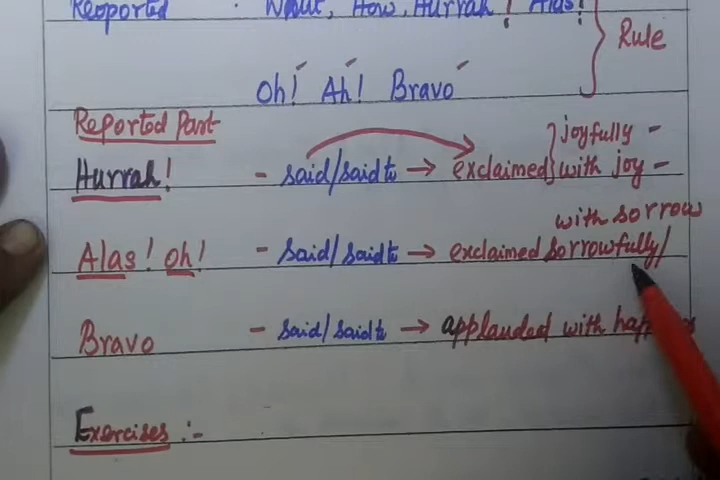 Reported . What, How, Hurrah! Alas!
Rule
Oh! Ah! Bravo
Reported Part
joyfully -
Hurrah! - said/said to → exclaimed with joy -
with sorrow
Alas! oh! - said/said to → exclaimed sorrowfully/
Bravo - said/said to → applauded with
Exercises :-